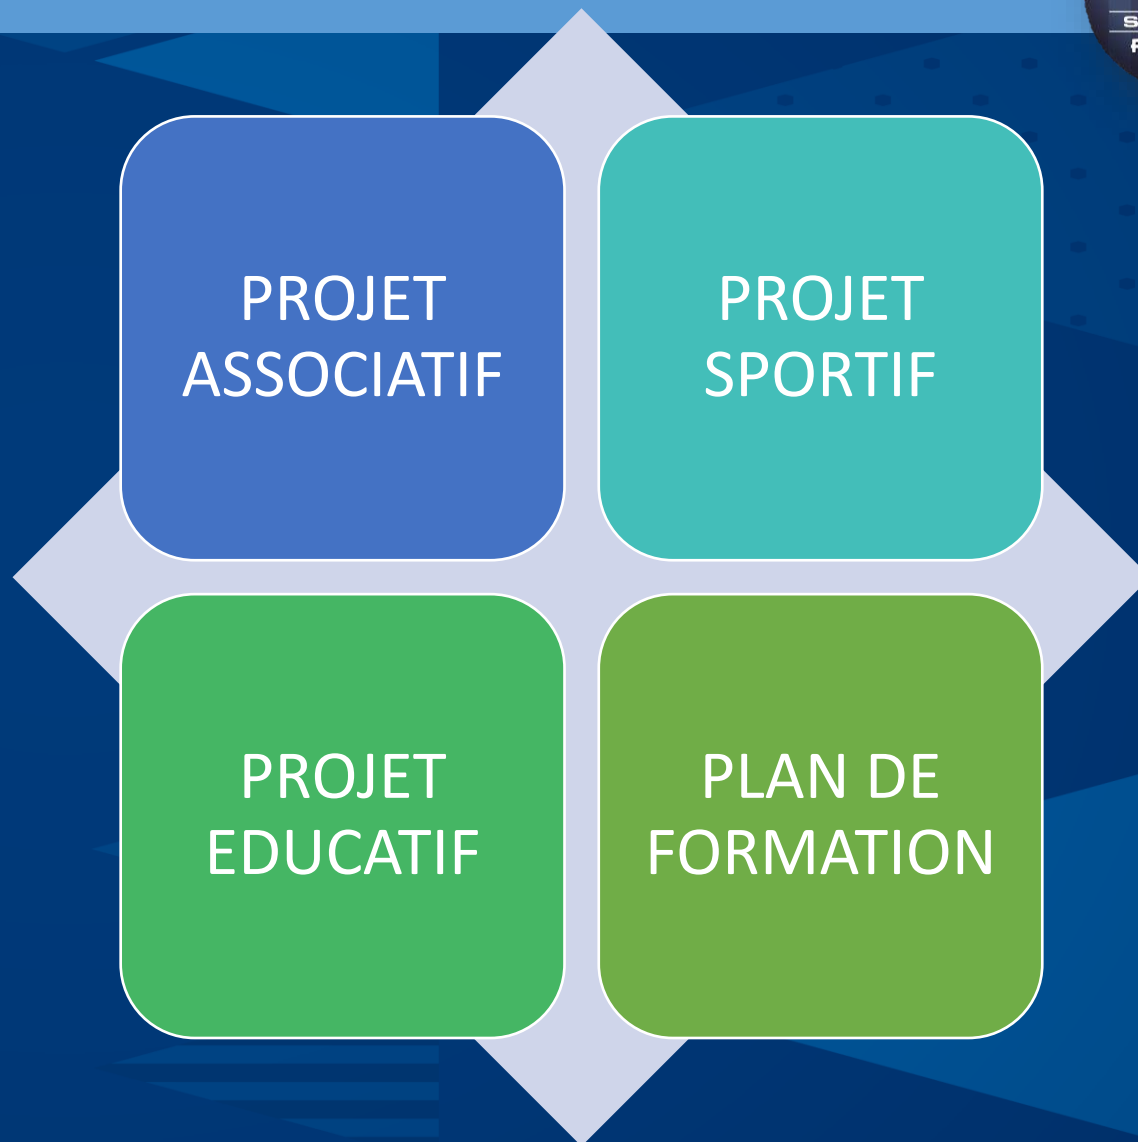 PROJET
ASSOCIATIF
PROJET
SPORTIF
PROJET
EDUCATIF
PLAN DE
FORMATION